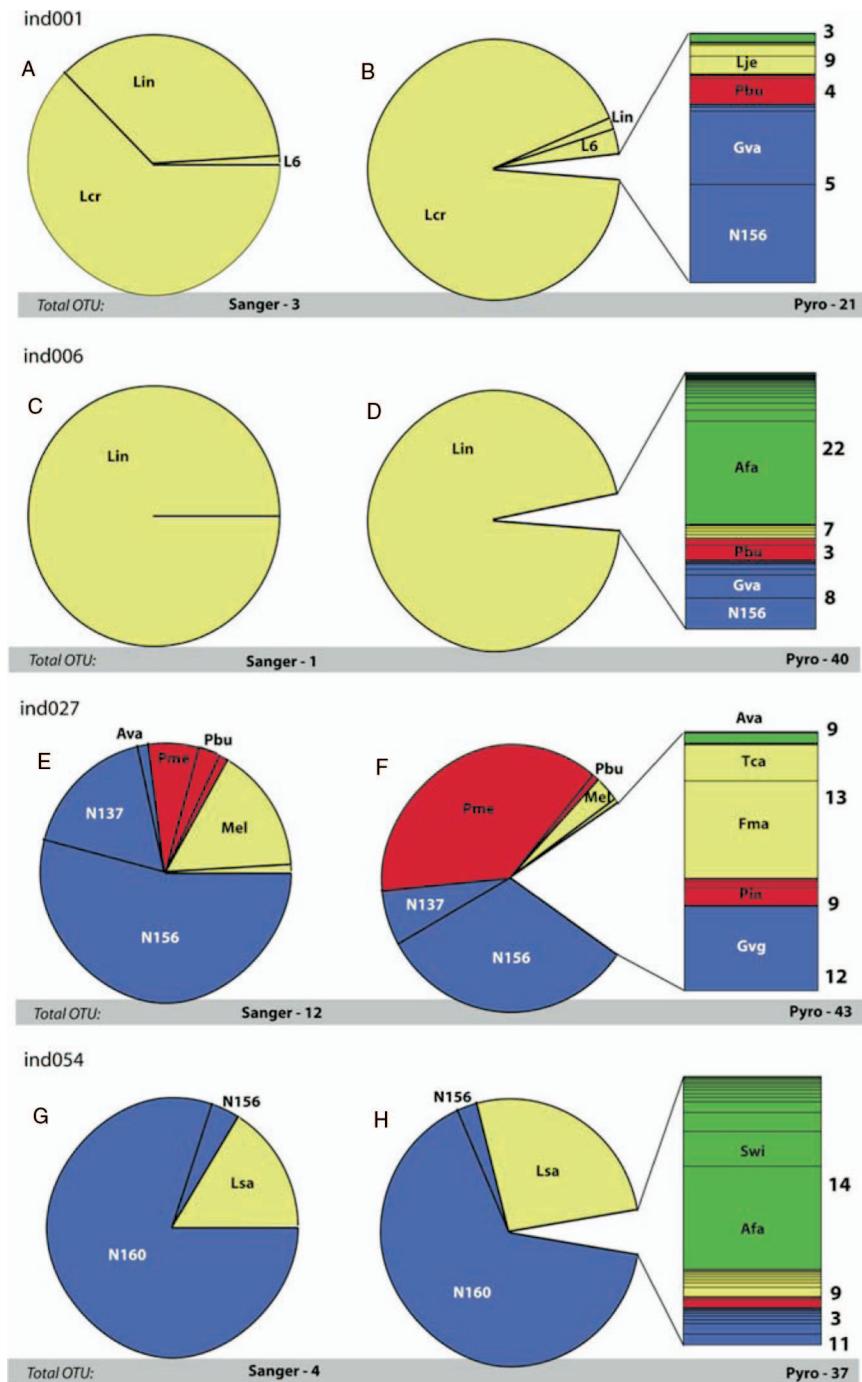 ind001
A
Lin
L6
Lcr
B
Lin
L6
Lcr
3
Lje
9
Pbu
4
Gva
5
N156
Total OTU: Sanger - 3 Pyro - 21
ind006
C
Lin
D
Lin
22
Afa
7
Pbu
3
Gva
8
N156
Total OTU: Sanger - 1 Pyro - 40
ind027
E
Ava
Pme
Pbu
N137
Mel
N156
F
Pme
Pbu
Mel
N137
N156
Ava
9
Tca
13
Fma
Pin
9
Gvg
12
Total OTU: Sanger - 12 Pyro - 43
ind054
G
N156
Lsa
N160
H
N156
Lsa
N160
Swi
14
Afa
9
3
11
Total OTU: Sanger - 4 Pyro - 37